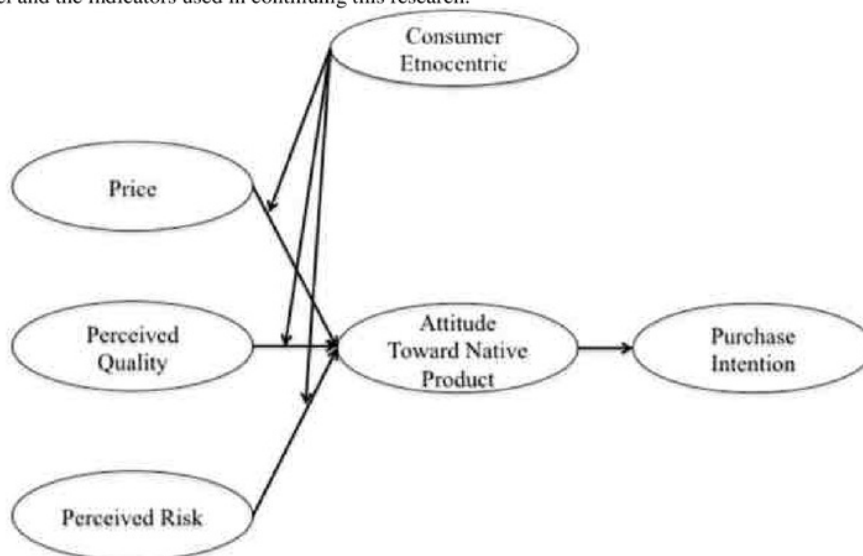 Consumer
Etnocentric
Price
Perceived
Quality
Attitude
Toward Native
Product
Purchase
Intention
Perceived Risk